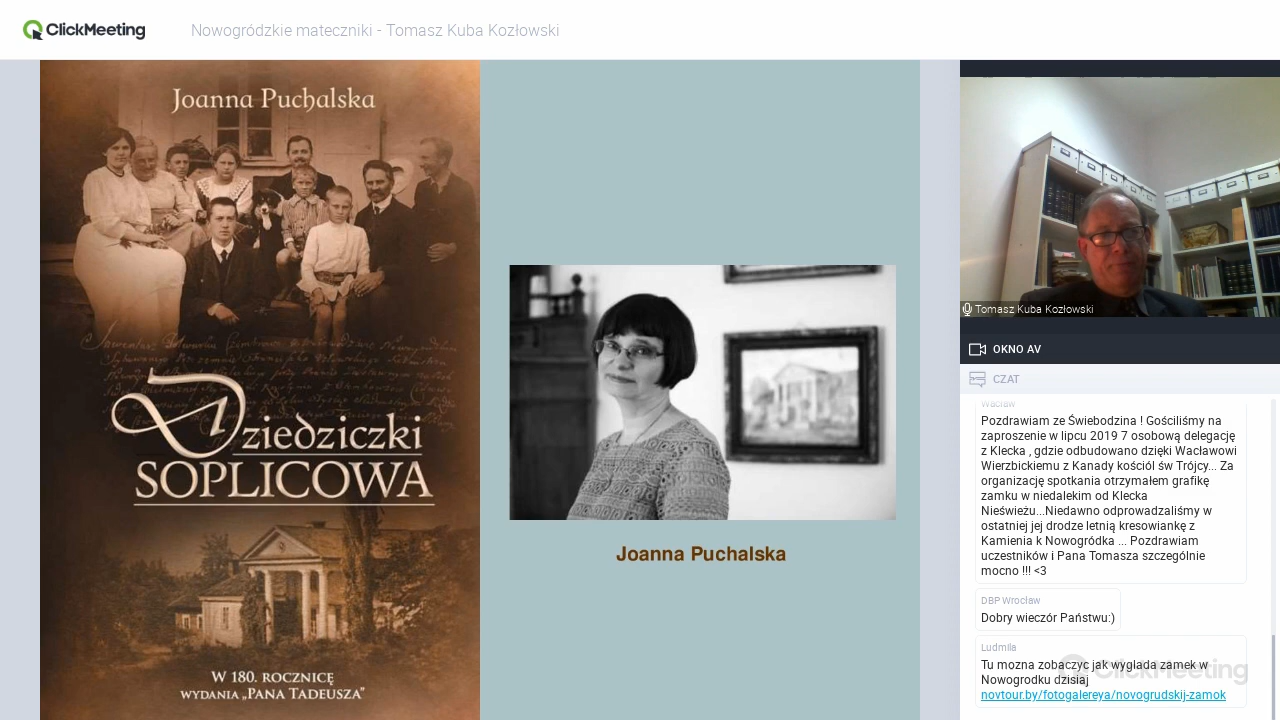 ClickMeeting
Nowogródzkie mateczniki - Tomasz Kuba Kozłowski
Joanna Puchalska
Dziedziczki
SOPLICOWA
W 180. ROCZNICĘ
WYDANIA „PANA TADEUSZA”
Joanna Puchalska
Tomasz Kuba Kozłowski
OKNO AV
CZAT
Wacław
Pozdrawiam ze Świebodzina ! Gościliśmy na
zaproszenie w lipcu 2019 7 osobową delegację
z Klecka , gdzie odbudowano dzięki Wacławowi
Wierzbickiemu z Kanady kościól św Trójcy... Za
organizację spotkania otrzymałem grafikę
zamku w niedalekim od Klecka
Nieświeżu...Niedawno odprowadzaliśmy w
ostatniej jej drodze letnią kresowiankę z
Kamienia k Nowogródka ... Pozdrawiam
uczestników i Pana Tomasza szczególnie
mocno !!! <3
DBP Wrocław
Dobry wieczór Państwu:)
Ludmila
Tu mozna zobaczyc jak wyglada zamek w
Nowogrodku dzisiaj
novtour.by/fotogalereya/novogrudskij-zamok
ClickMeeting